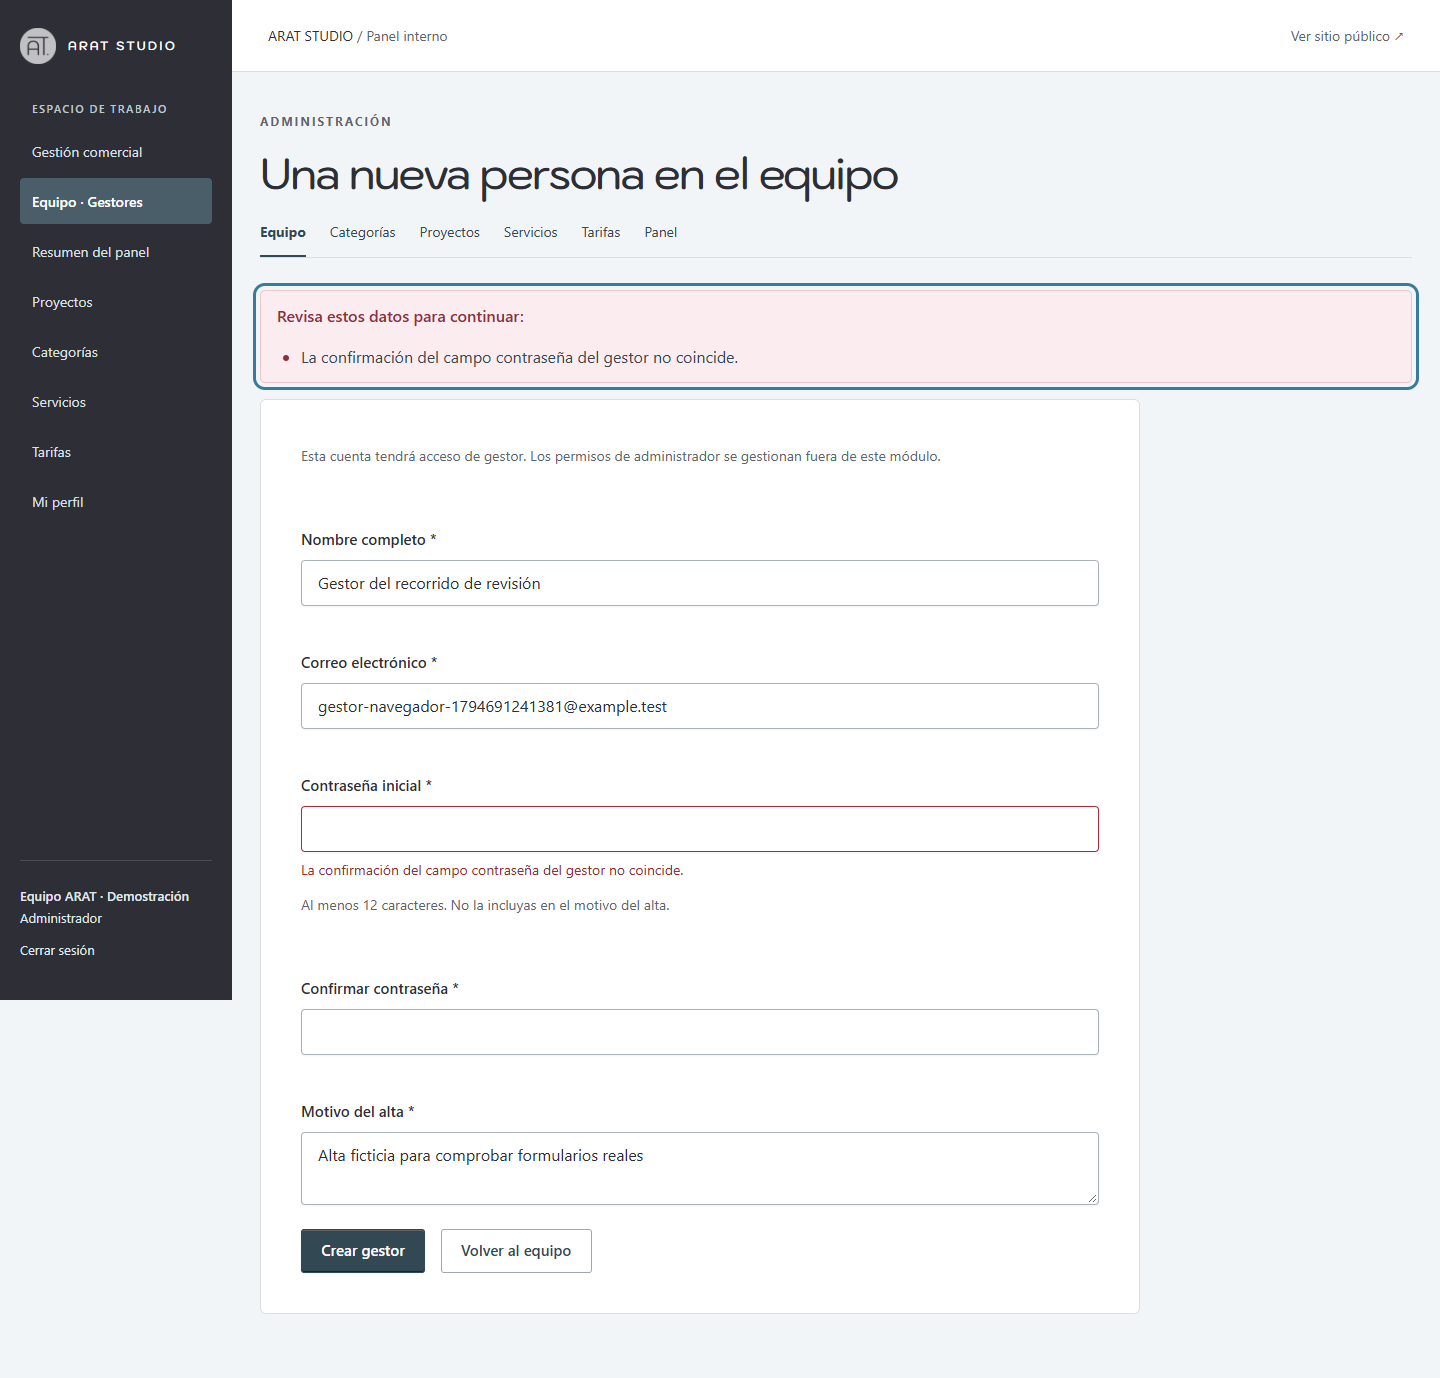 AT.
ARAT STUDIO
ESPACIO DE TRABAJO
Gestión comercial
Equipo · Gestores
Resumen del panel
Proyectos
Categorías
Servicios
Tarifas
Mi perfil
Equipo ARAT · Demostración
Administrador
Cerrar sesión
ARAT STUDIO / Panel interno
Ver sitio público ↗
ADMINISTRACIÓN
Una nueva persona en el equipo
Equipo Categorías Proyectos Servicios Tarifas Panel
Revisa estos datos para continuar:
• La confirmación del campo contraseña del gestor no coincide.
Esta cuenta tendrá acceso de gestor. Los permisos de administrador se gestionan fuera de este módulo.
Nombre completo *
Gestor del recorrido de revisión
Correo electrónico *
gestor-navegador-1794691241381@example.test
Contraseña inicial *
La confirmación del campo contraseña del gestor no coincide.
Al menos 12 caracteres. No la incluyas en el motivo del alta.
Confirmar contraseña *
Motivo del alta *
Alta ficticia para comprobar formularios reales
Crear gestor Volver al equipo